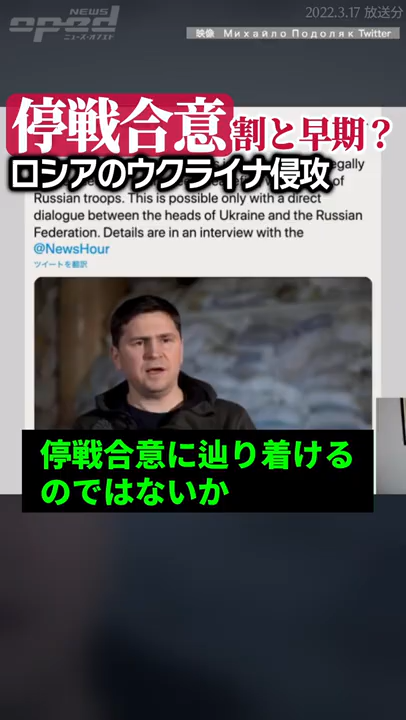 NEWS
oped
ニューズ・オプエド
2022.3.17 放送分
映像 Михайло Подоляк Twitter
停戦合意割と早期？
ロシアのウクライナ侵攻
egally
of
Russian troops. This is possible only with a direct
dialogue between the heads of Ukraine and the Russian
Federation. Details are in an interview with the
@NewsHour
ツイートを翻訳
停戦合意に辿り着ける
のではないか